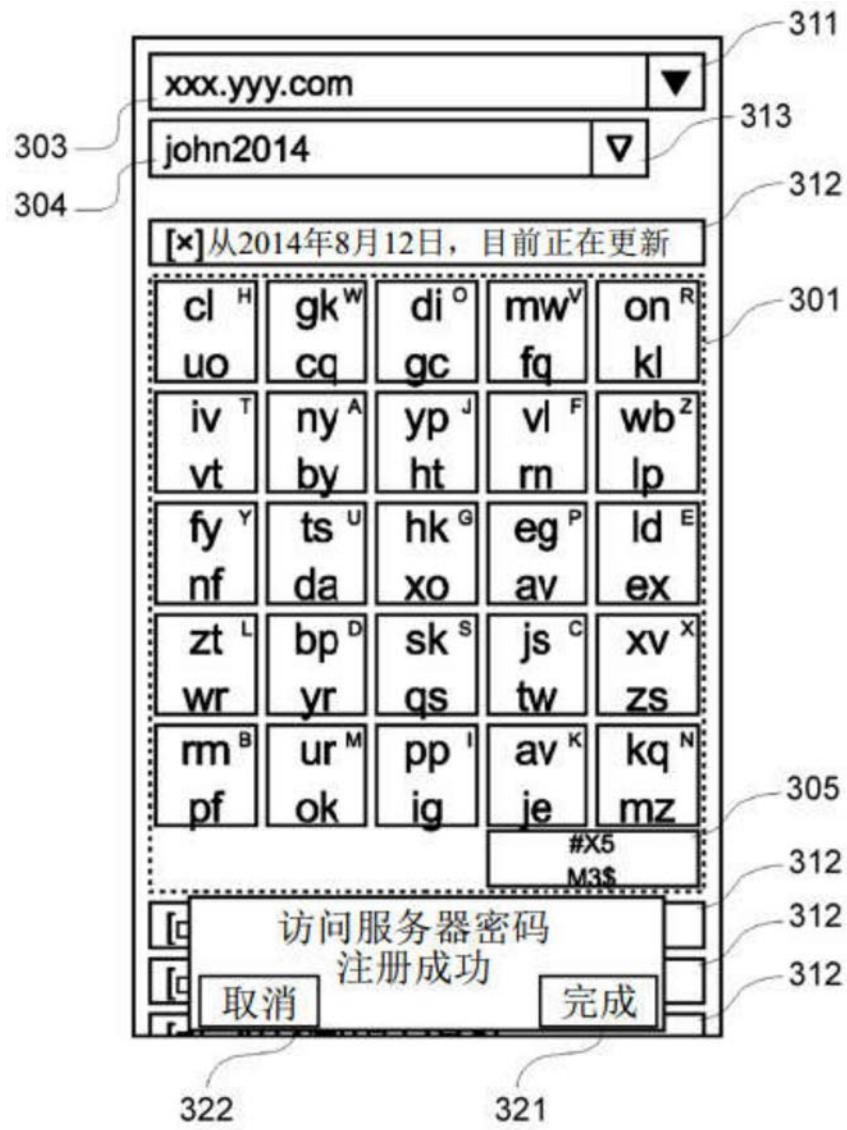 311
xxx.yyy.com ▼
313
303
john2014 ▽
304
312
[×]从2014年8月12日，目前正在更新
301
cl H gk W di O mw V on R
uo cq gc fq kl
iv T ny A yp J vl F wb Z
vt by ht rn lp
fy Y ts U hk G eg P ld E
nf da xo av ex
zt L bp D sk S js C xv X
wr yr qs tw zs
rm B ur M pp I av K kq N
pf ok ig je mz
305
#X5
M3$
312
访问服务器密码
312
注册成功
312
取消 完成
322 321